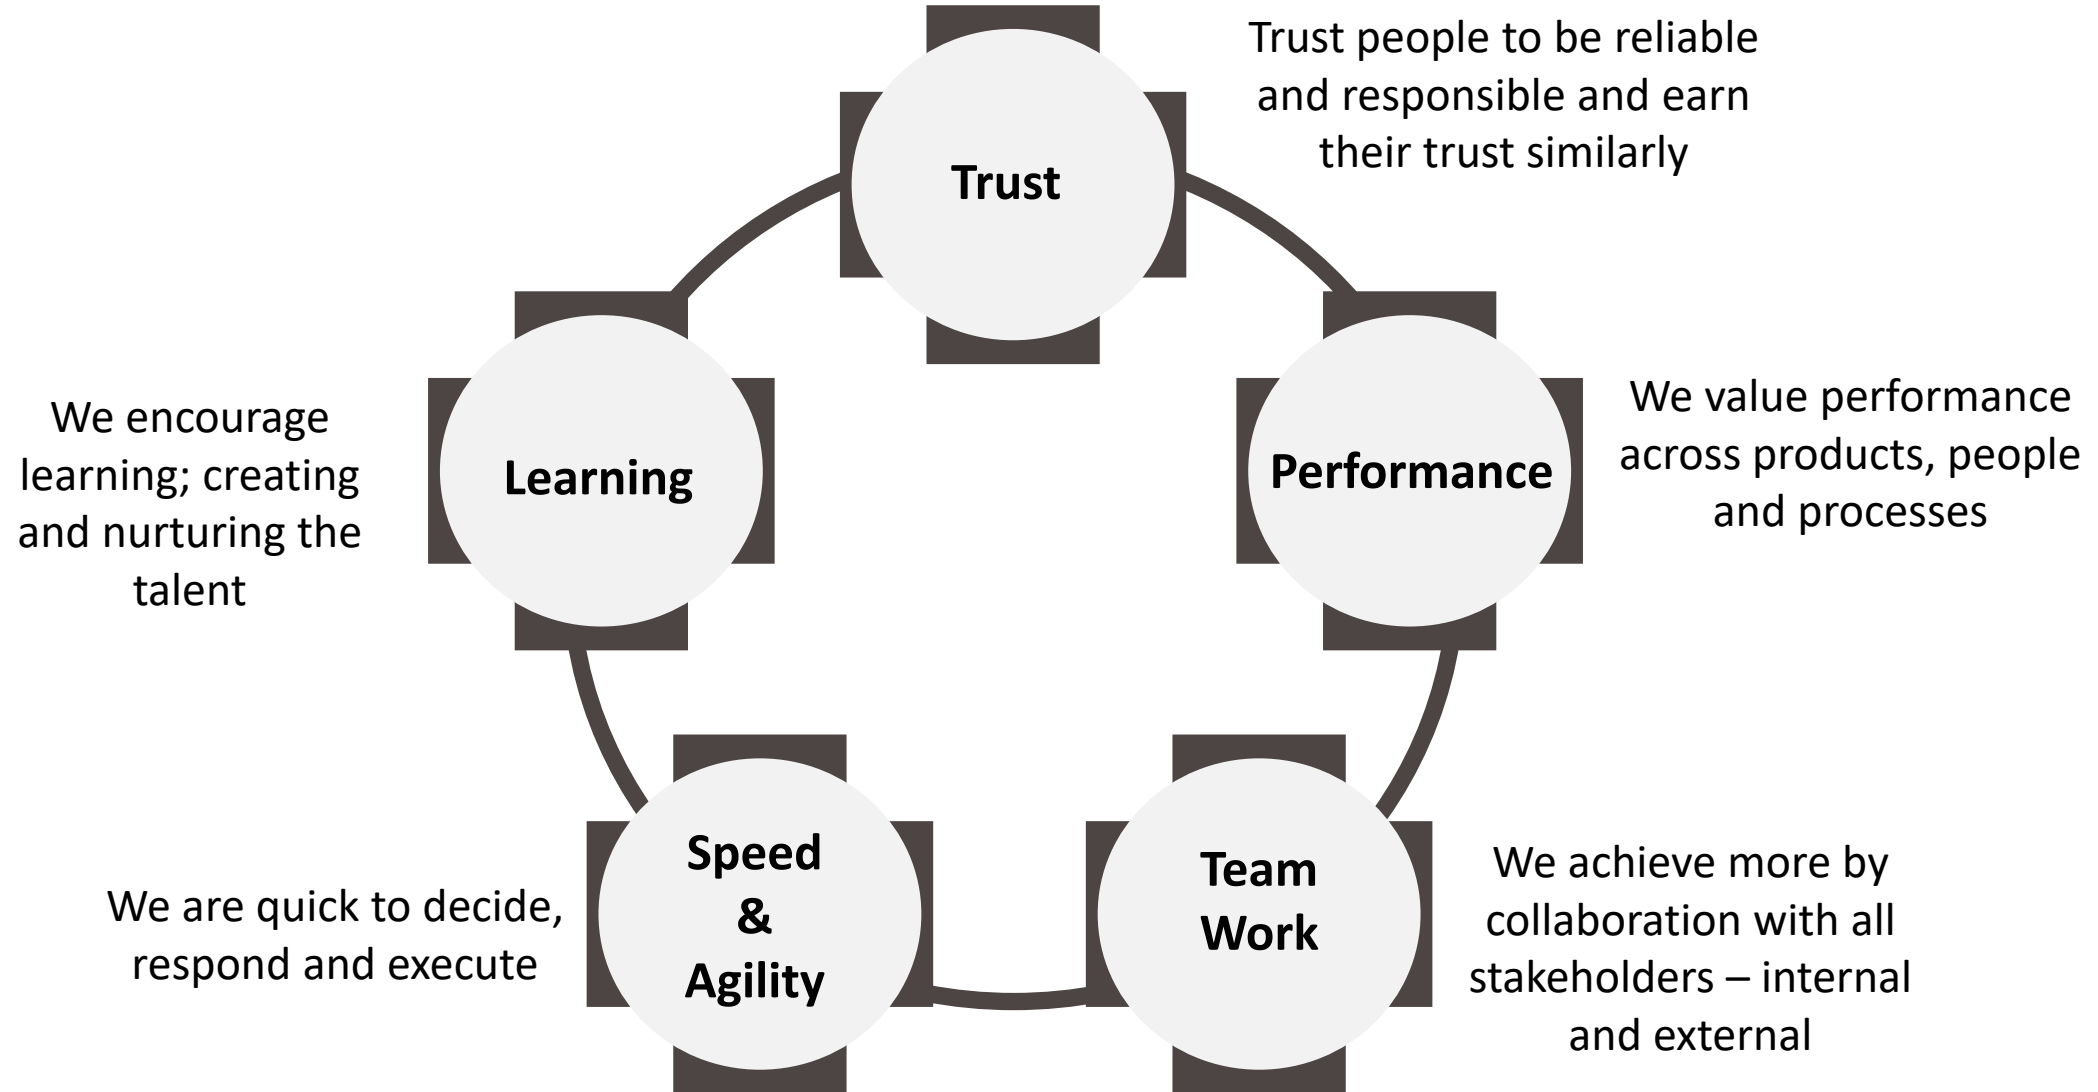 Trust
Trust people to be reliable
and responsible and earn
their trust similarly
Performance
We value performance
across products, people
and processes
Team
Work
We achieve more by
collaboration with all
stakeholders – internal
and external
Speed
&
Agility
We are quick to decide,
respond and execute
Learning
We encourage
learning; creating
and nurturing the
talent